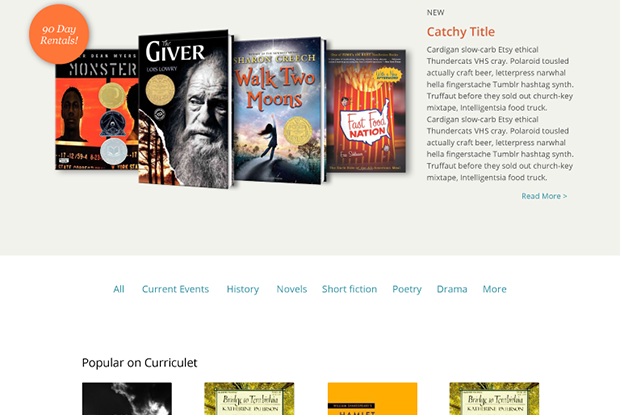 90 Day
Rentals!
WALTER DEAN MYERS
MONSTER
The
GIVER
LOIS LOWRY
SHARON CREECH
Walk Two
Moons
Fast Food
NATION
Eric Schlosser
NEW
Catchy Title
Cardigan slow-carb Etsy ethical
Thundercats VHS cray. Polaroid tousled
actually craft beer, letterpress narwhal
hella fingerstache Tumblr hashtag synth.
Truffaut before they sold out church-key
mixtape, Intelligentsia food truck.
Cardigan slow-carb Etsy ethical
Thundercats VHS cray. Polaroid tousled
actually craft beer, letterpress narwhal
hella fingerstache Tumblr hashtag synth.
Truffaut before they sold out church-key
mixtape, Intelligentsia food truck.
Read More >
All Current Events History Novels Short fiction Poetry Drama More
Popular on Curriculet
Bridge to Terabithia
KATHERINE PATERSON
HAMLET
Bridge to Terabithia
KATHERINE PATERSON